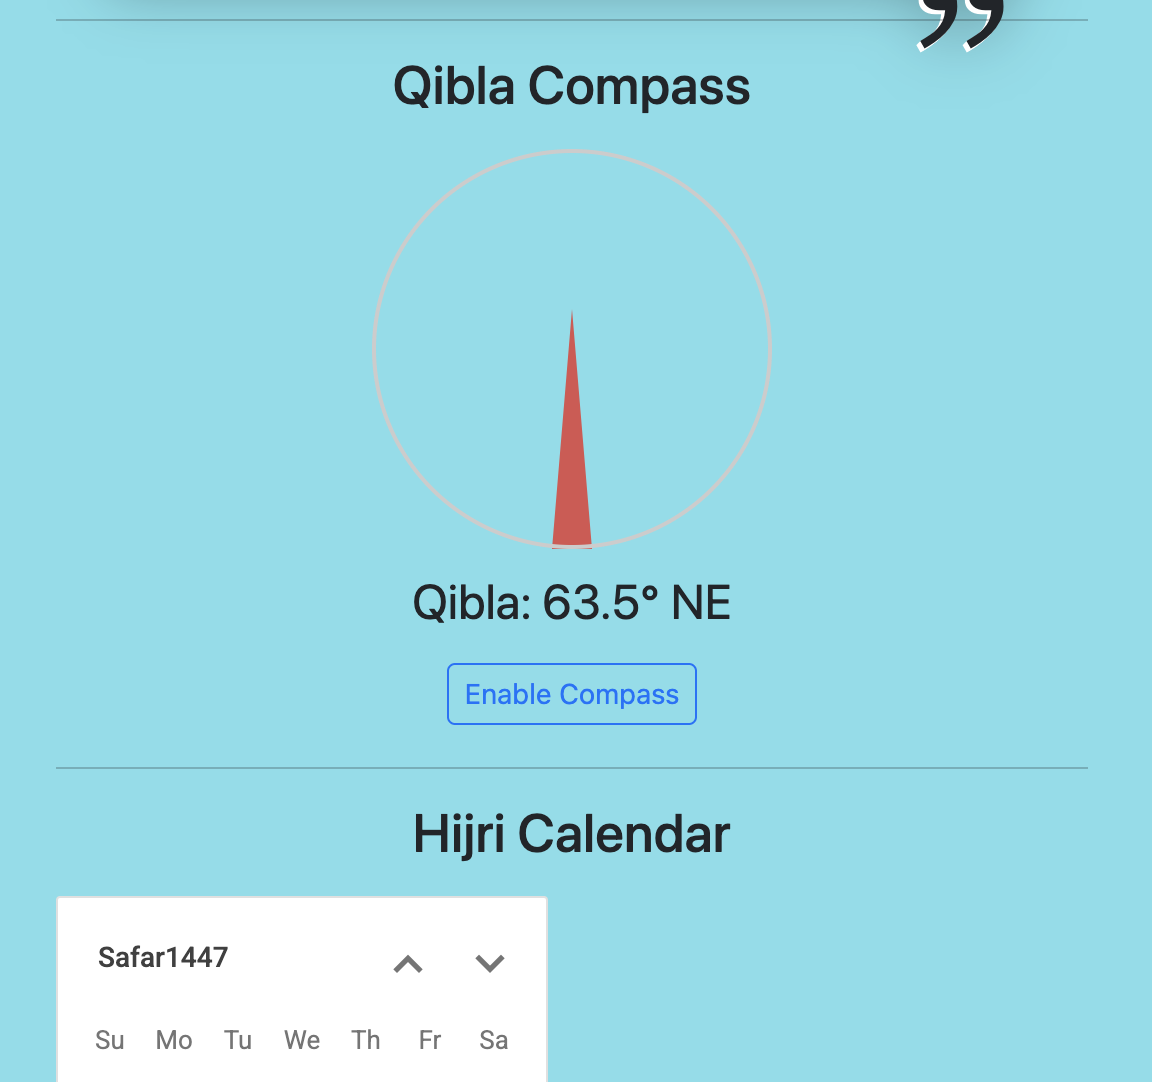 ”
Qibla Compass
Qibla: 63.5° NE
Enable Compass
Hijri Calendar
Safar1447
Su Mo Tu We Th Fr Sa